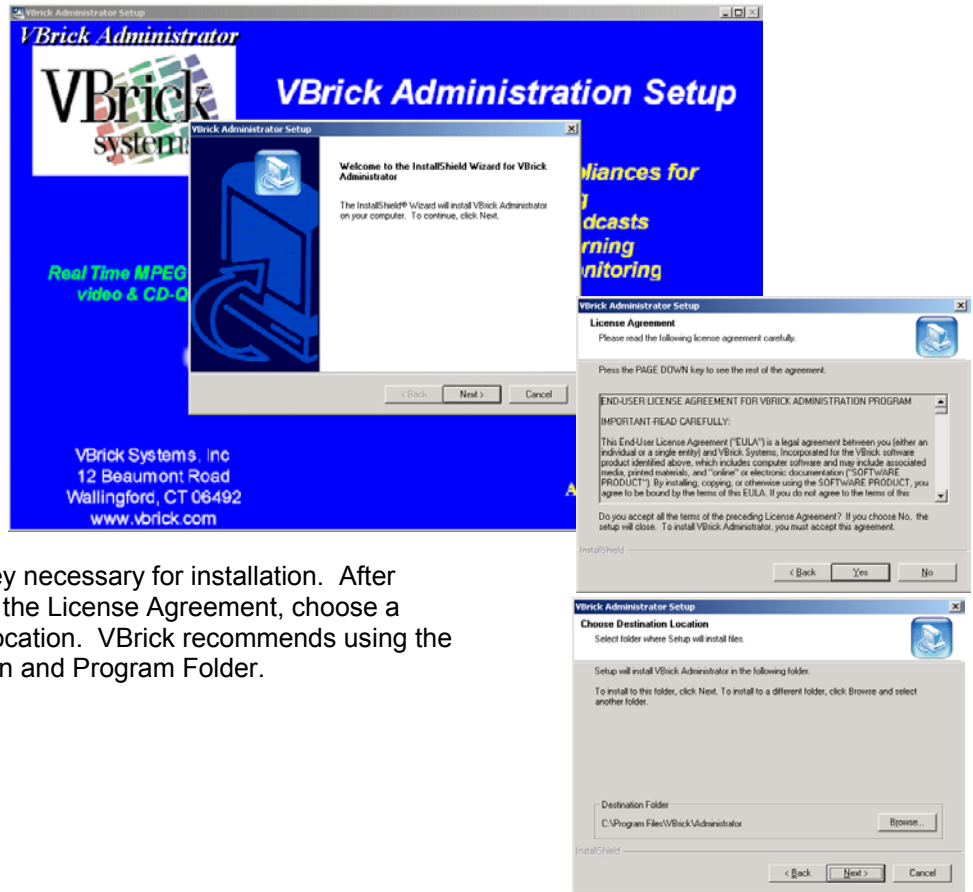 VBrick Administrator Setup
VBrick Administrator
VBrick
systems
VBrick Administration Setup
Real Time MPEG
video & CD-Q
VBrick Systems, Inc
12 Beaumont Road
Wallingford, CT 06492
www.vbrick.com
A
pliances for
g
dcasts
rning
nitoring
VBrick Administrator Setup
Welcome to the InstallShield Wizard for VBrick
Administrator
The InstallShield® Wizard will install VBrick Administrator
on your computer. To continue, click Next.
< Back
Next >
Cancel
VBrick Administrator Setup
License Agreement
Please read the following license agreement carefully.
Press the PAGE DOWN key to see the rest of the agreement.
END-USER LICENSE AGREEMENT FOR VBRICK ADMINISTRATION PROGRAM
IMPORTANT-READ CAREFULLY:
This End-User License Agreement ("EULA") is a legal agreement between you (either an
individual or a single entity) and VBrick Systems, Incorporated for the VBrick software
product identified above, which includes computer software and may include associated
media, printed materials, and "online" or electronic documentation ("SOFTWARE
PRODUCT"). By installing, copying, or otherwise using the SOFTWARE PRODUCT, you
agree to be bound by the terms of this EULA. If you do not agree to the terms of this
Do you accept all the terms of the preceding License Agreement? If you choose No, the
setup will close. To install VBrick Administrator, you must accept this agreement.
InstallShield
< Back
Yes
No
ey necessary for installation. After
the License Agreement, choose a
ocation. VBrick recommends using the
n and Program Folder.
VBrick Administrator Setup
Choose Destination Location
Select folder where Setup will install files.
Setup will install VBrick Administrator in the following folder.
To install to this folder, click Next. To install to a different folder, click Browse and select
another folder.
Destination Folder
C:\Program Files\VBrick\Administrator
Browse...
InstallShield
< Back
Next >
Cancel